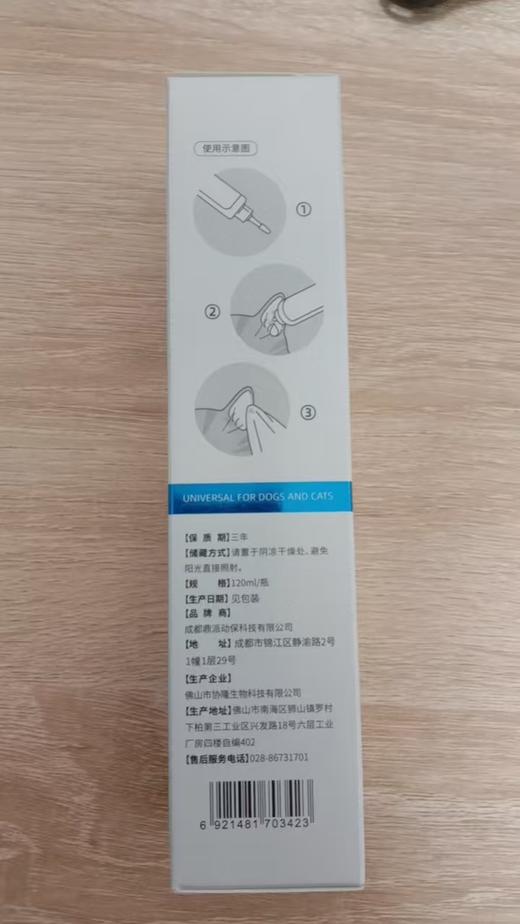 使用示意图
①
②
③
UNIVERSAL FOR DOGS AND CATS
【保 质 期】三年
【储藏方式】请置于阴凉干燥处、避免
阳光直接照射。
【规 格】120ml/瓶
【生产日期】见包装
【品 牌 商】
成都鼎派动保科技有限公司
【地 址】成都市锦江区静渝路2号
1幢1层29号
【生产企业】
佛山市协隆生物科技有限公司
【生产地址】佛山市南海区狮山镇罗村
下柏第三工业区兴发路18号六层工业
厂房四楼自编402
【售后服务电话】028-86731701
6 921481 703423